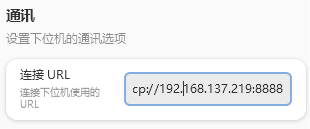 通讯
设置下位机的通讯选项
连接 URL
连接下位机使用的
URL
cp://192.168.137.219:8888